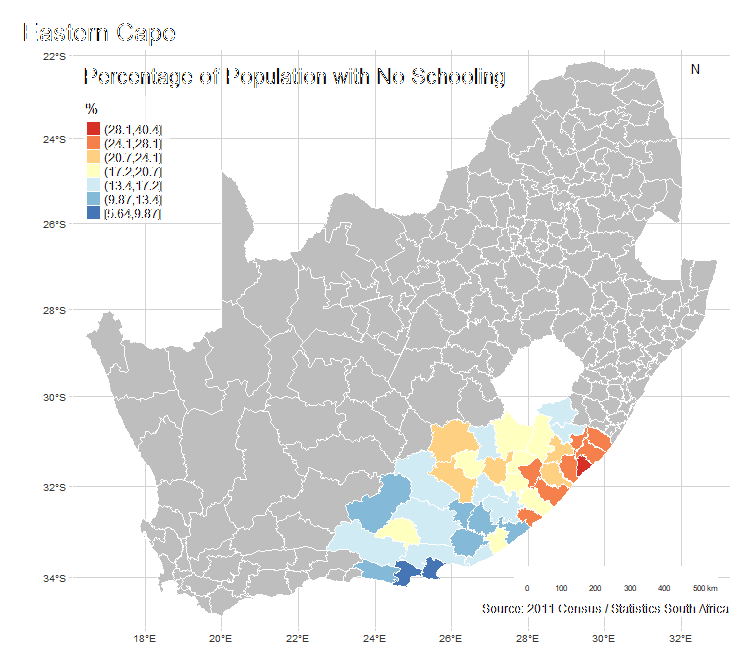 Eastern Cape
22°S
Percentage of Population with No Schooling
N
%
(28.1,40.4]
(24.1,28.1]
(20.7,24.1]
(17.2,20.7]
(13.4,17.2]
(9.87,13.4]
[5.64,9.87]
24°S
26°S
28°S
30°S
32°S
34°S
0 100 200 300 400 500 km
Source: 2011 Census / Statistics South Africa
18°E 20°E 22°E 24°E 26°E 28°E 30°E 32°E